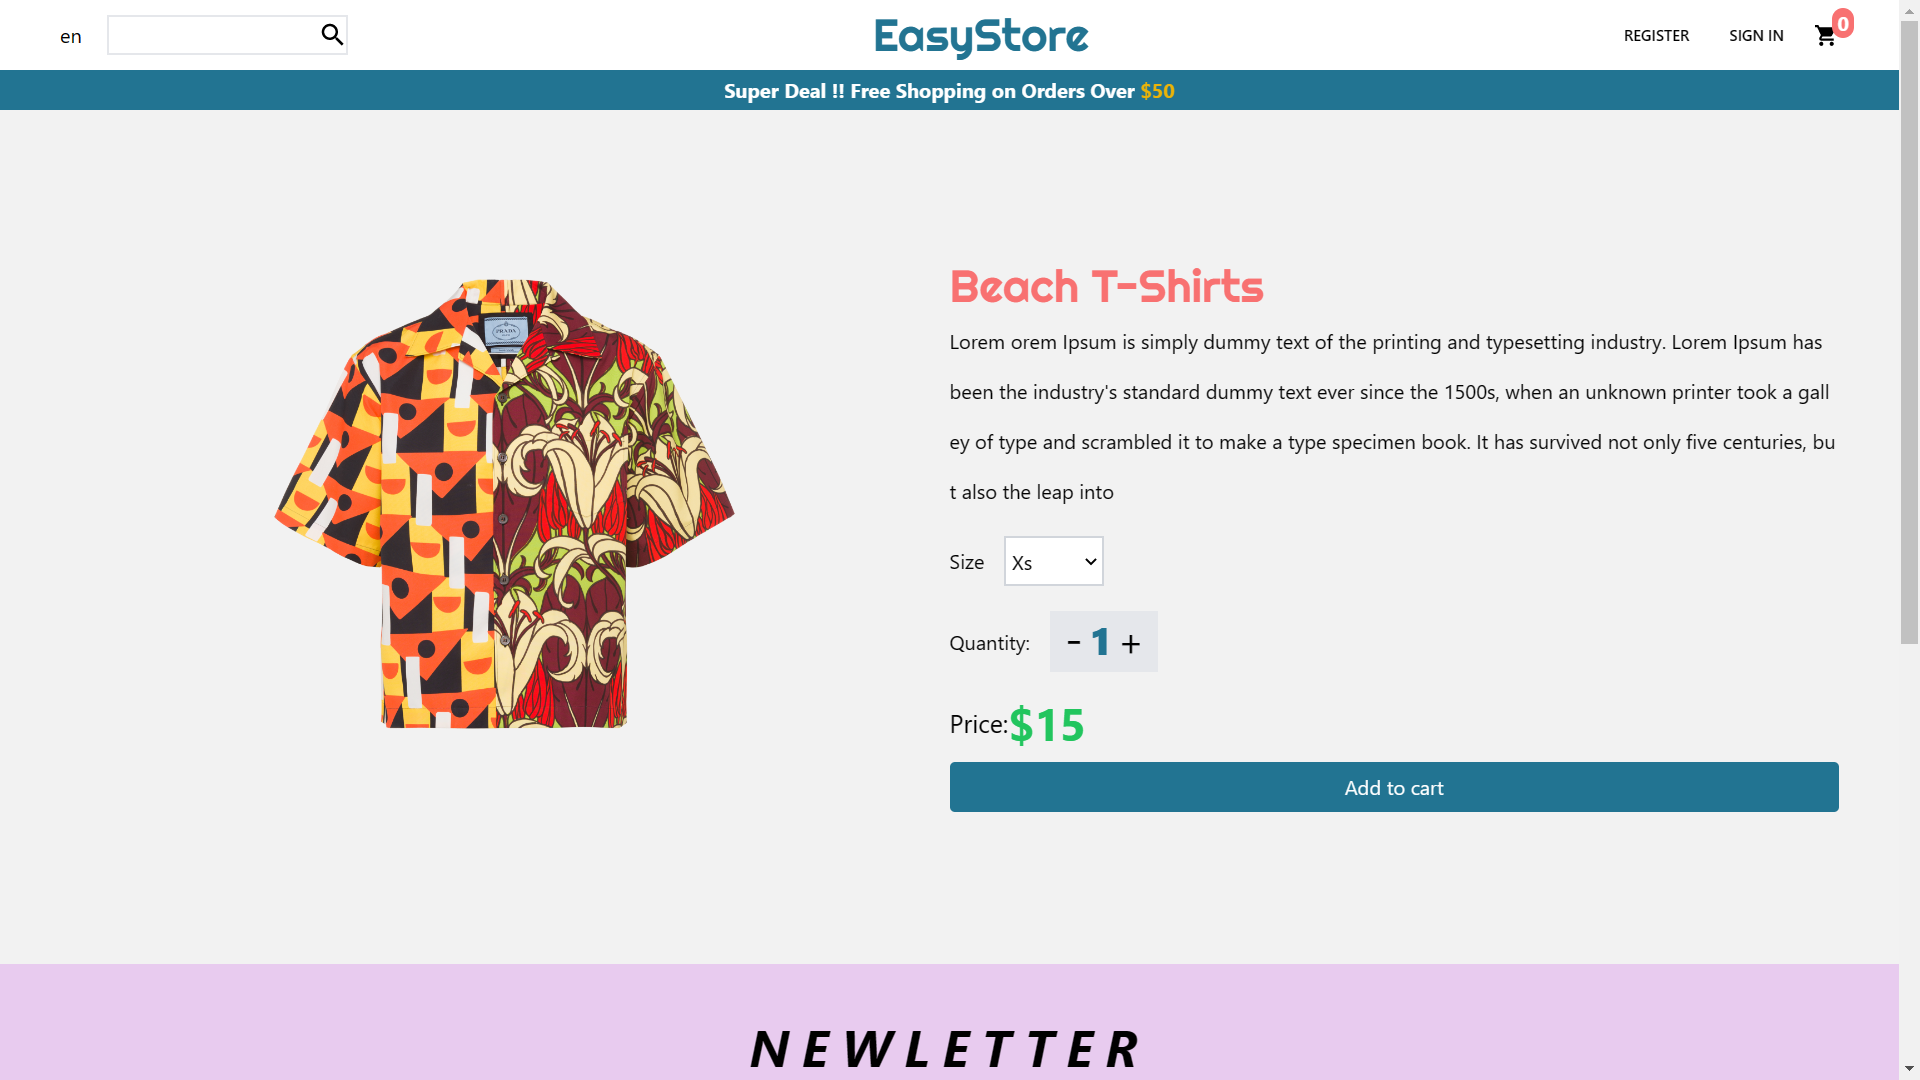 en
EasyStore
REGISTER
SIGN IN
0
Super Deal !! Free Shopping on Orders Over $50
PRADA
Beach T-Shirts
Lorem orem Ipsum is simply dummy text of the printing and typesetting industry. Lorem Ipsum has
been the industry's standard dummy text ever since the 1500s, when an unknown printer took a gall
ey of type and scrambled it to make a type specimen book. It has survived not only five centuries, bu
t also the leap into
Size
Xs
Quantity:
- 1 +
Price:$15
Add to cart
NEWLETTER